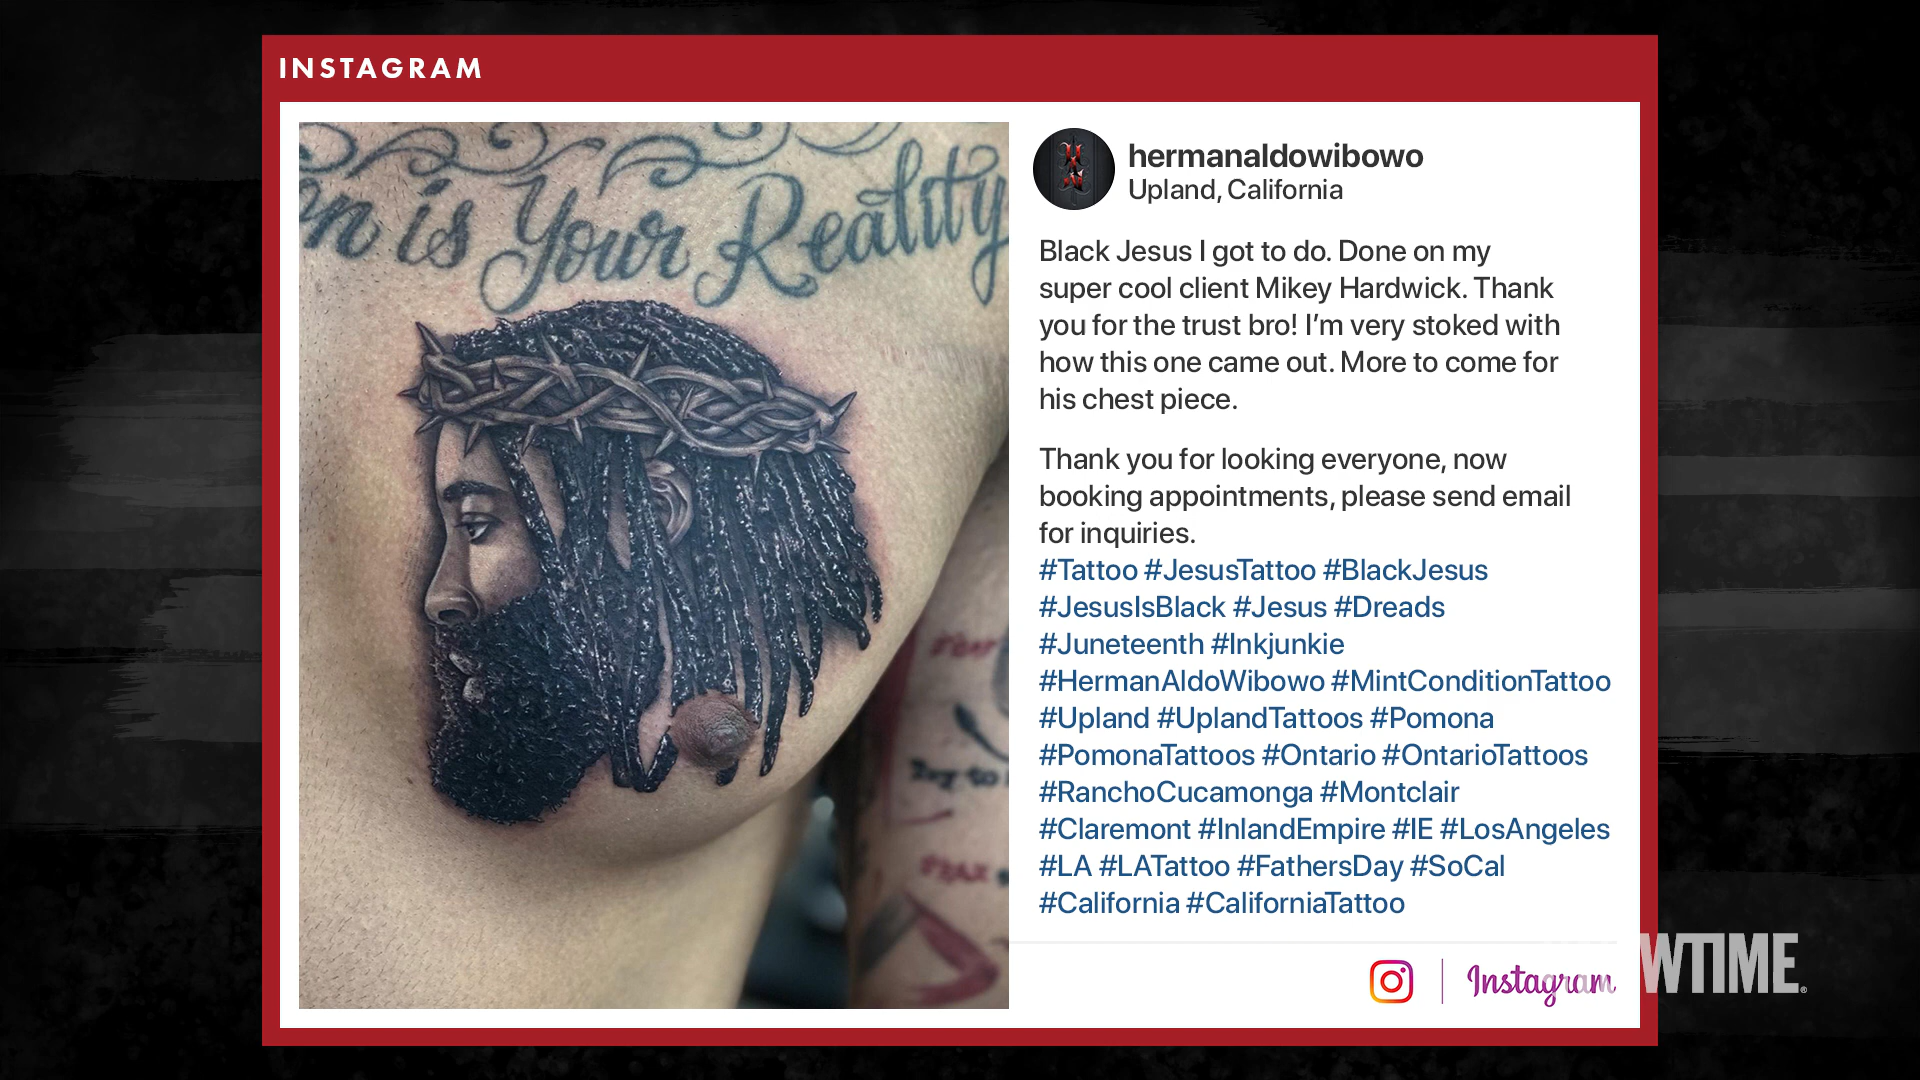 INSTAGRAM
is Your Reality
hermanaldowibowo
Upland, California
Black Jesus I got to do. Done on my
super cool client Mikey Hardwick. Thank
you for the trust bro! I'm very stoked with
how this one came out. More to come for
his chest piece.
Thank you for looking everyone, now
booking appointments, please send email
for inquiries.
#Tattoo #JesusTattoo #BlackJesus
#JesusIsBlack #Jesus #Dreads
#Juneteenth #Inkjunkie
#HermanAldoWibowo #MintConditionTattoo
#Upland #UplandTattoos #Pomona
#PomonaTattoos #Ontario #OntarioTattoos
#RanchoCucamonga #Montclair
#Claremont #InlandEmpire #IE #LosAngeles
#LA #LATattoo #FathersDay #SoCal
#California #CaliforniaTattoo
Instagram